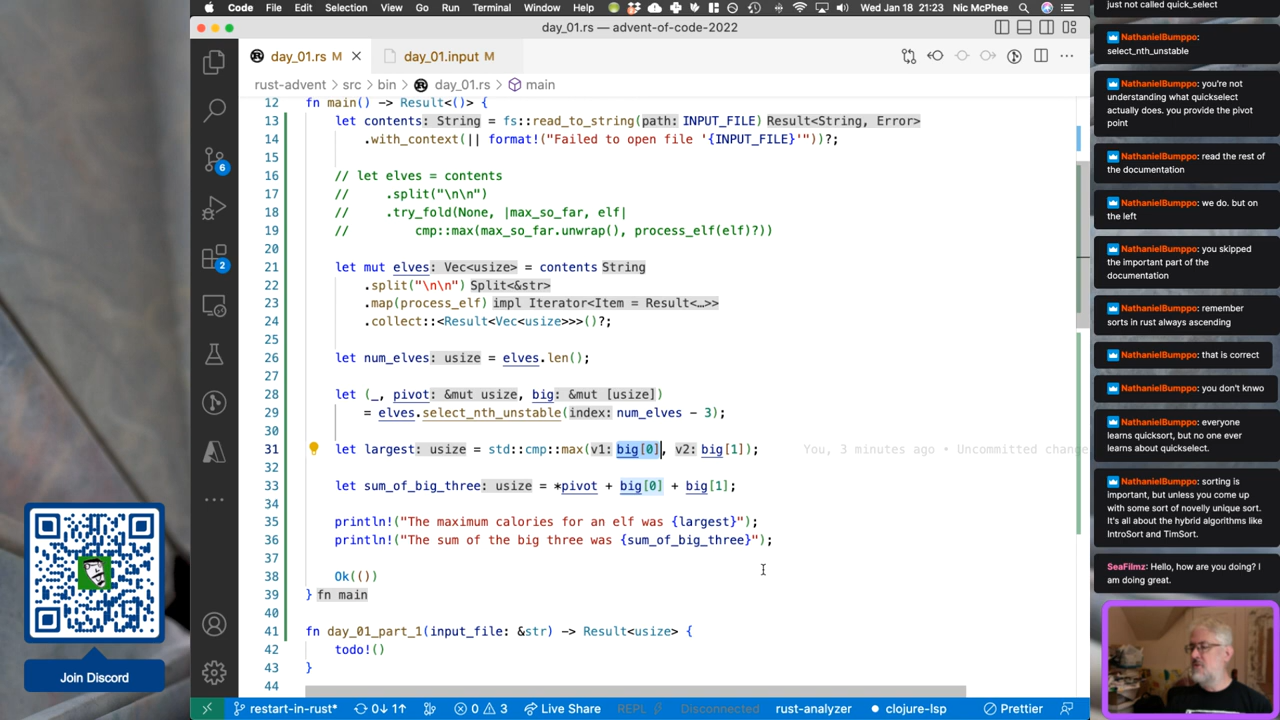 Code File Edit Selection View Go Run Terminal Window Help
Wed Jan 18 21:23 Nic McPhee
day_01.rs — advent-of-code-2022
day_01.rs M
day_01.input M
rust-advent > src > bin > day_01.rs > main
12 fn main() -> Result<()> {
13 let contents: String = fs::read_to_string(path: INPUT_FILE) Result<String, Error>
14 .with_context(|| format!("Failed to open file '{INPUT_FILE}'"))?;
15
16 // let elves = contents
17 // .split("\n\n")
18 // .try_fold(None, |max_so_far, elf|
19 // cmp::max(max_so_far.unwrap(), process_elf(elf)?))
20
21 let mut elves: Vec<usize> = contents String
22 .split("\n\n") Split<&str>
23 .map(process_elf) impl Iterator<Item = Result<…>>
24 .collect::<Result<Vec<usize>>>()?;
25
26 let num_elves: usize = elves.len();
27
28 let (_, pivot: &mut usize, big: &mut [usize])
29 = elves.select_nth_unstable(index: num_elves - 3);
30
31 let largest: usize = std::cmp::max(v1: big[0], v2: big[1]); You, 3 minutes ago • Uncommitted change
32
33 let sum_of_big_three: usize = *pivot + big[0] + big[1];
34
35 println!("The maximum calories for an elf was {largest}");
36 println!("The sum of the big three was {sum_of_big_three}");
37
38 Ok(())
39 } fn main
40
41 fn day_01_part_1(input_file: &str) -> Result<usize> {
42 todo!()
43 }
44
6
2
Join Discord
restart-in-rust* 0↓ 1↑ 0 3 Live Share REPL Disconnected rust-analyzer clojure-lsp Prettier
just not called quick_select
NathanielBumppo:
select_nth_unstable
NathanielBumppo: you're not
understanding what quickselect
actually does. you provide the pivot
point
NathanielBumppo: read the rest of
the documentation
NathanielBumppo: we do. but on
the left
NathanielBumppo: you skipped
the important part of the
documentation
NathanielBumppo: remember
sorts in rust always ascending
NathanielBumppo: that is correct
NathanielBumppo: you don't knwo
NathanielBumppo: everyone
learns quicksort, but no one ever
learns about quickselect.
NathanielBumppo: sorting is
important, but unless you come up
with some sort of novelly unique sort.
It's all about the hybrid algorithms like
IntroSort and TimSort.
SeaFilmz: Hello, how are you doing? I
am doing great.